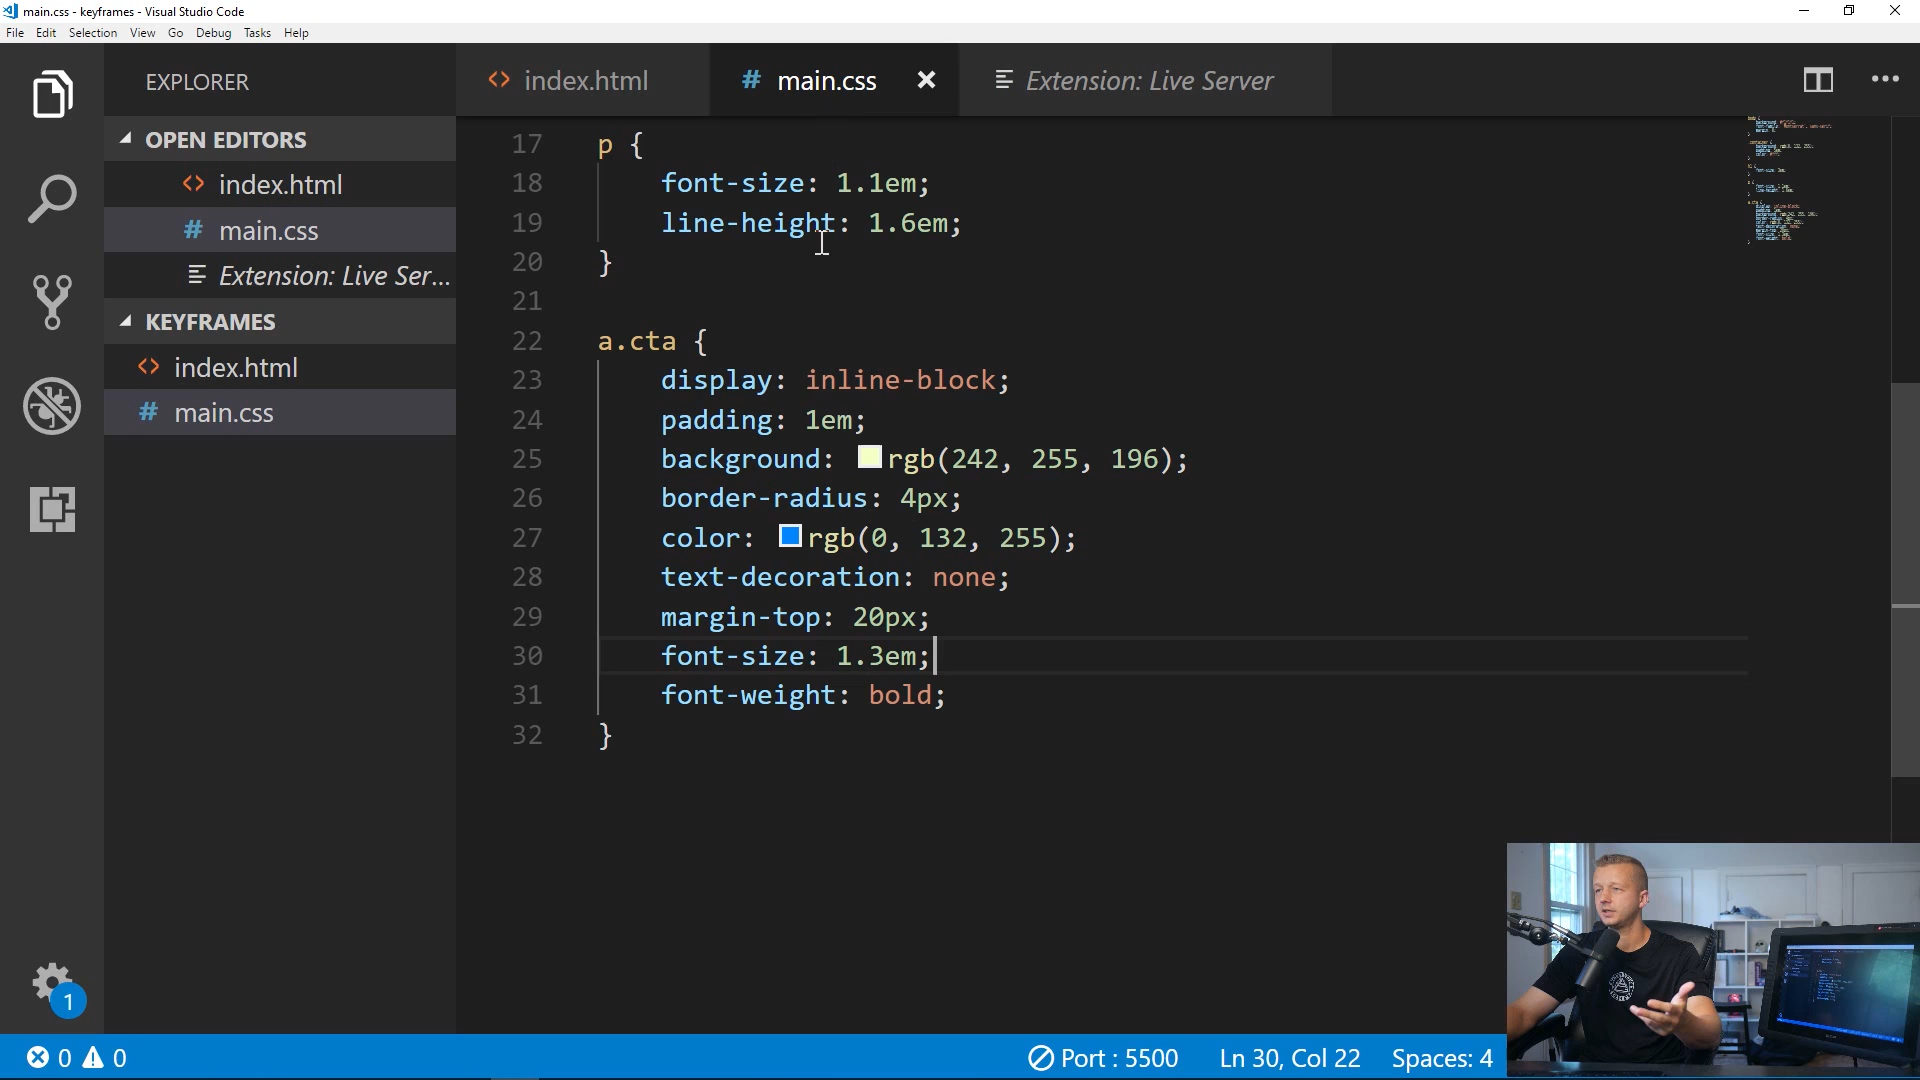 main.css - keyframes - Visual Studio Code
File Edit Selection View Go Debug Tasks Help
EXPLORER
OPEN EDITORS
index.html
main.css
Extension: Live Ser...
KEYFRAMES
index.html
main.css
1
index.html
main.css
Extension: Live Server
17 p {
18 font-size: 1.1em;
19 line-height: 1.6em;
20 }
21
22 a.cta {
23 display: inline-block;
24 padding: 1em;
25 background: rgb(242, 255, 196);
26 border-radius: 4px;
27 color: rgb(0, 132, 255);
28 text-decoration: none;
29 margin-top: 20px;
30 font-size: 1.3em;
31 font-weight: bold;
32 }
0 0 Port : 5500 Ln 30, Col 22 Spaces: 4